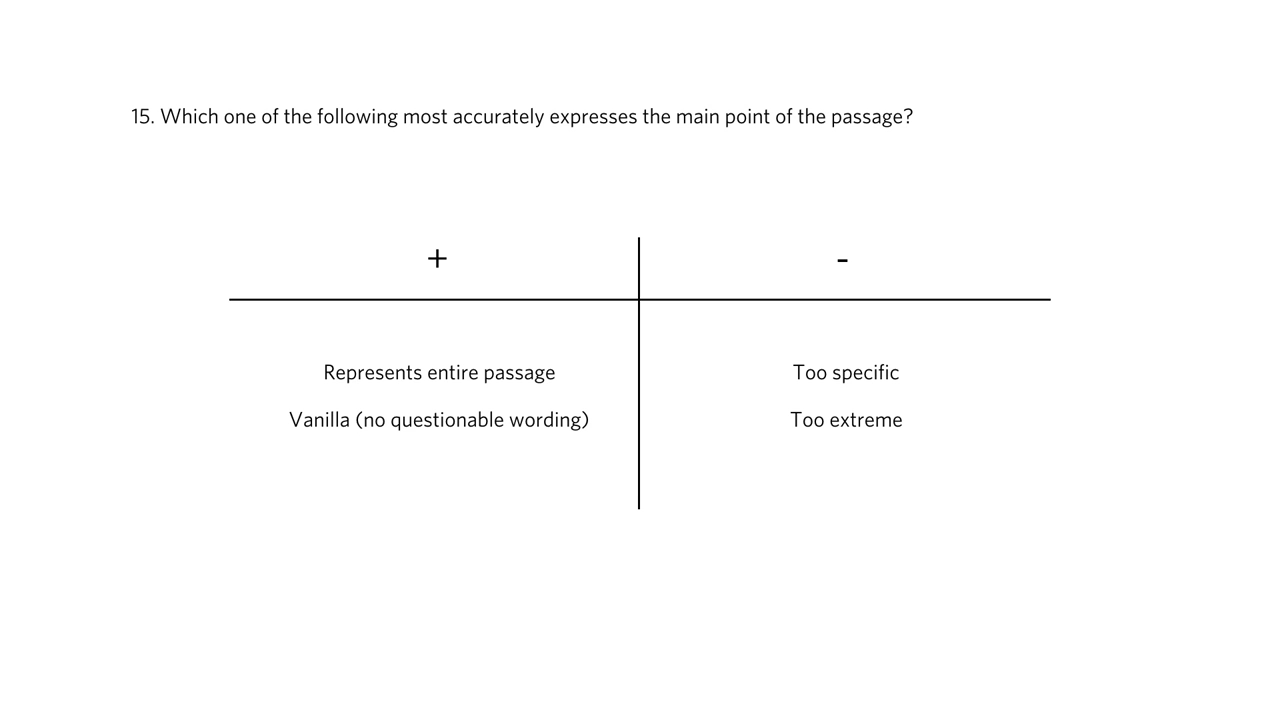 15. Which one of the following most accurately expresses the main point of the passage?
+
-
Represents entire passage
Too specific
Vanilla (no questionable wording)
Too extreme